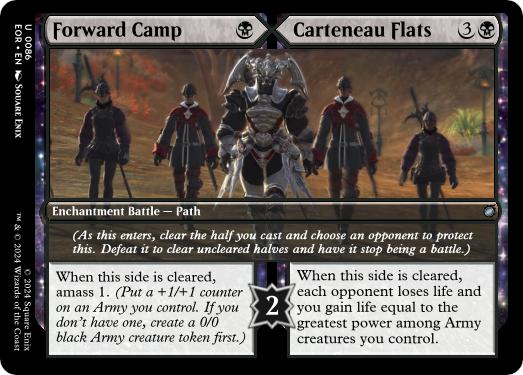 Forward Camp
Carteneau Flats 3
Enchantment Battle — Path
(As this enters, clear the half you cast and choose an opponent to protect
this. Defeat it to clear uncleared halves and have it stop being a battle.)
When this side is cleared,
amass 1. (Put a +1/+1 counter
on an Army you control. If you
don't have one, create a 0/0
black Army creature token first.)
2
When this side is cleared,
each opponent loses life and
you gain life equal to the
greatest power among Army
creatures you control.
U 0086
EOR • EN SQUARE ENIX
™ & © 2024 Wizards of the Coast
© 2024 Square Enix